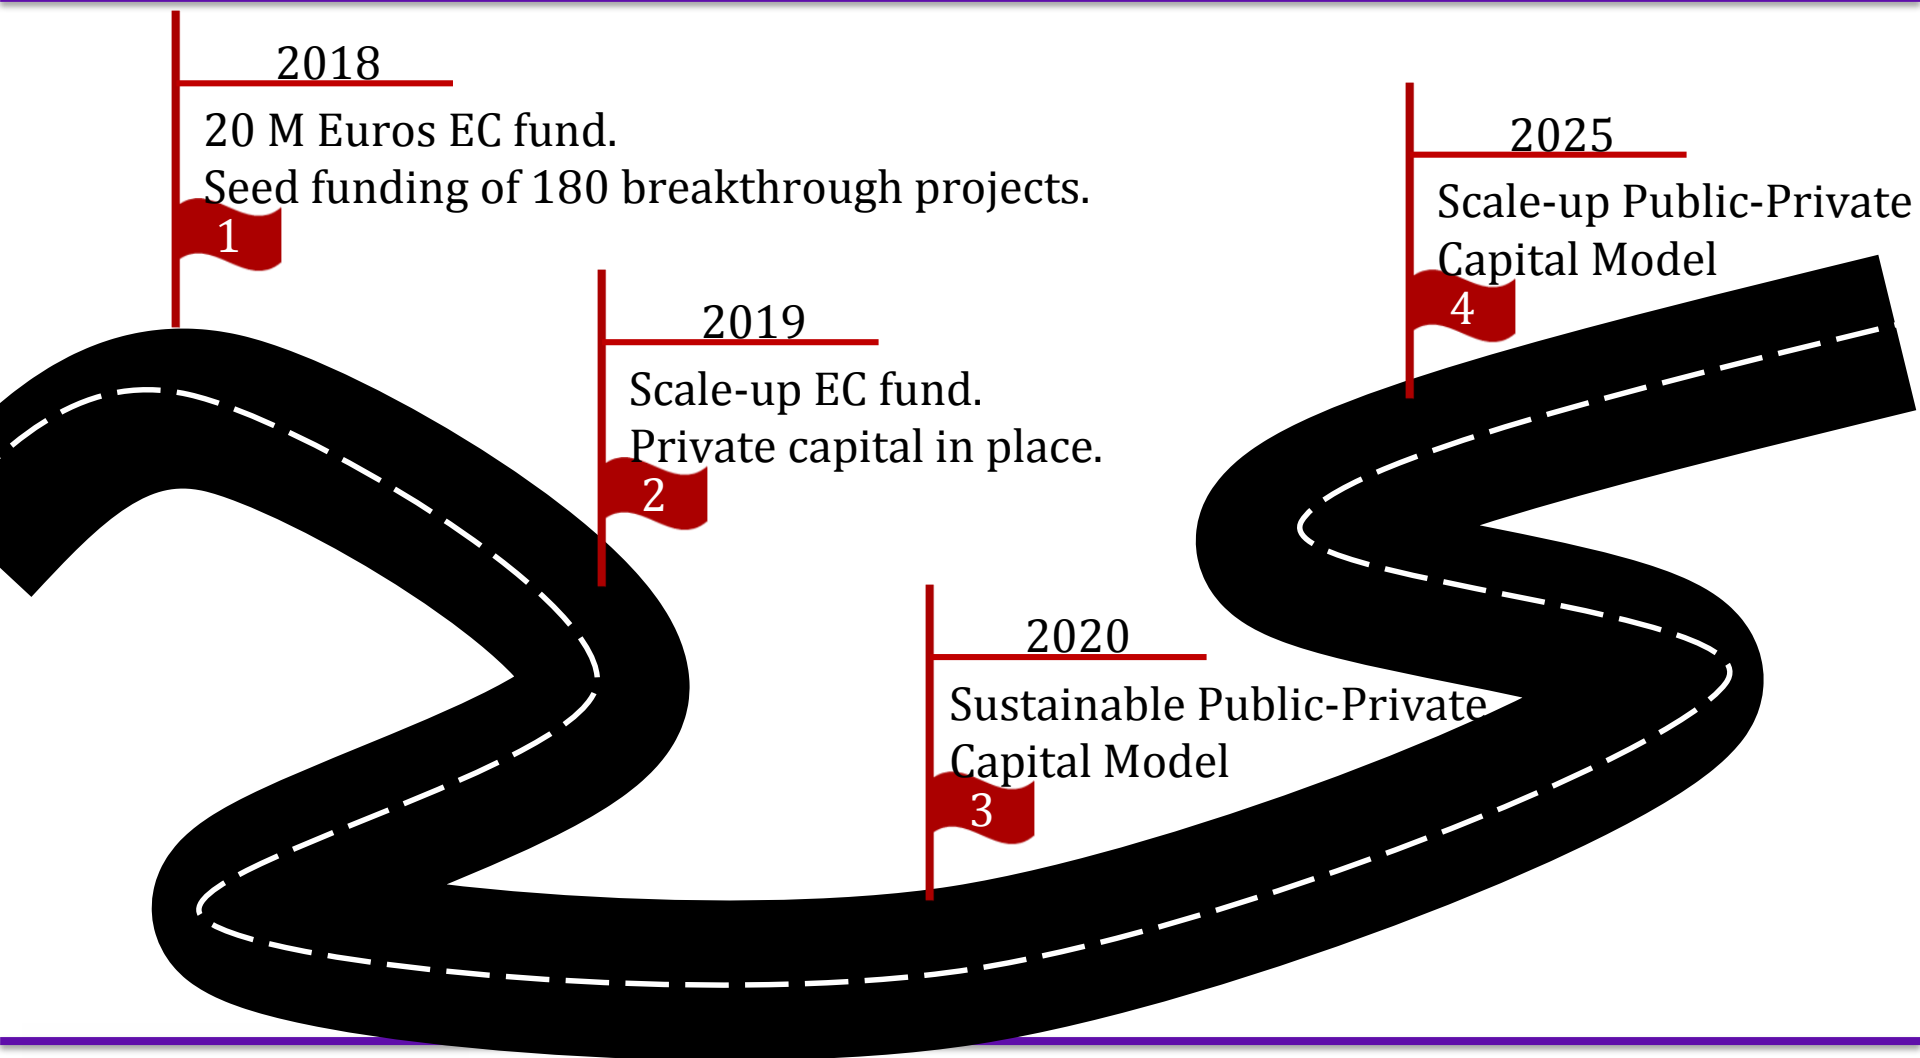 2018
20 M Euros EC fund.
Seed funding of 180 breakthrough projects.
1
2019
Scale-up EC fund.
Private capital in place.
2
2020
Sustainable Public-Private
Capital Model
3
2025
Scale-up Public-Private
Capital Model
4